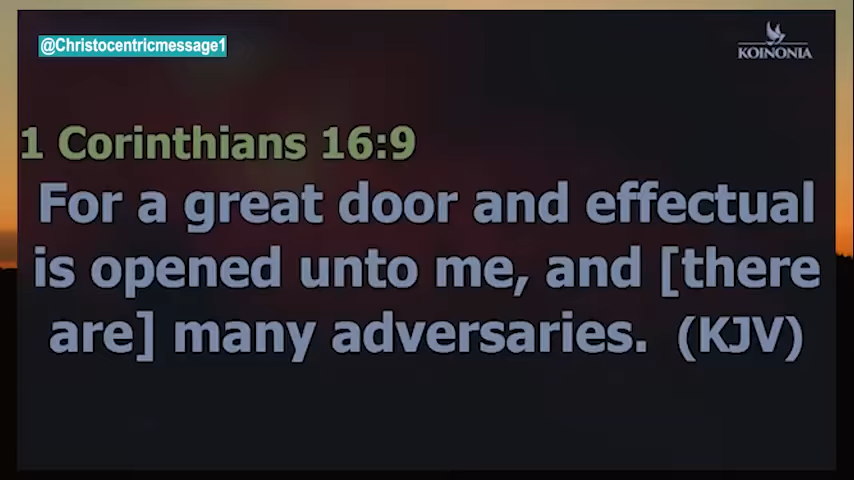 @Christocentricmessage1
KOINONIA
1 Corinthians 16:9
For a great door and effectual
is opened unto me, and [there
are] many adversaries. (KJV)